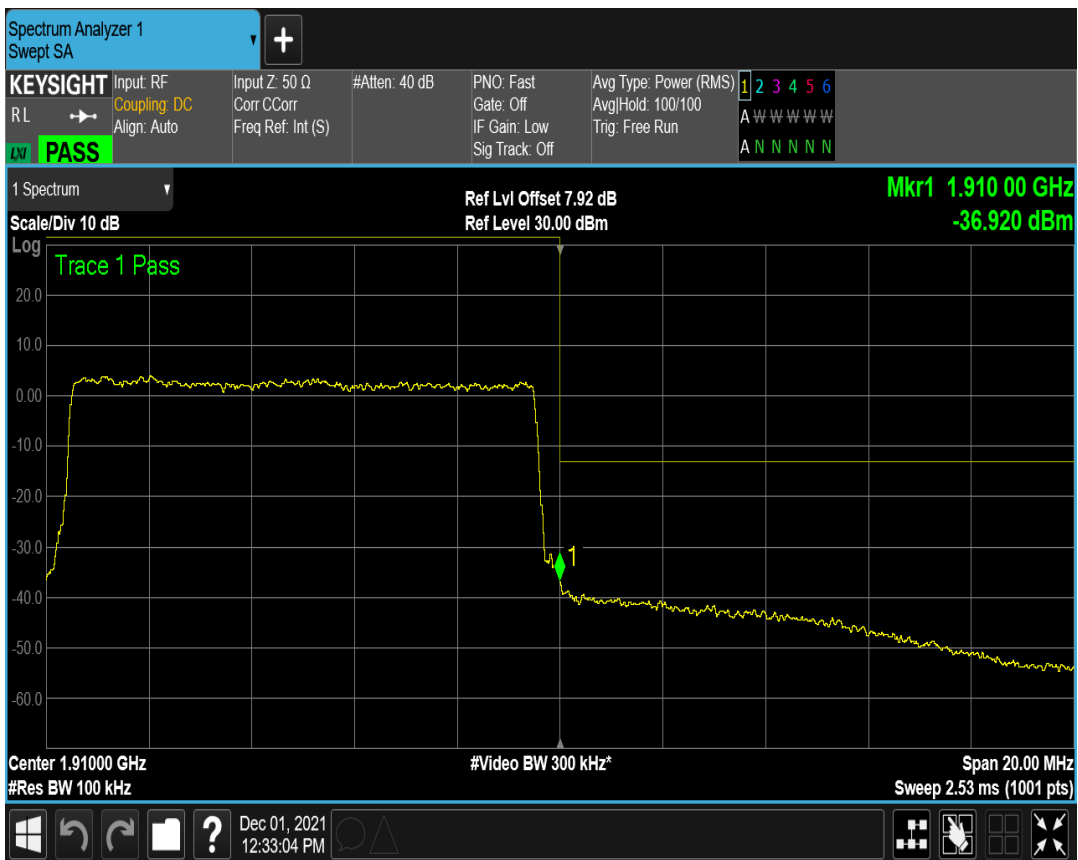 Spectrum Analyzer 1
Swept SA
+
KEYSIGHT
RL
LXI PASS
Input: RF
Coupling: DC
Align: Auto
Input Z: 50 Ω
Corr CCorr
Freq Ref: Int (S)
#Atten: 40 dB
PNO: Fast
Gate: Off
IF Gain: Low
Sig Track: Off
Avg Type: Power (RMS)
Avg|Hold: 100/100
Trig: Free Run
1 2 3 4 5 6
A W W W W W
A N N N N N
1 Spectrum
Scale/Div 10 dB
Ref Lvl Offset 7.92 dB
Ref Level 30.00 dBm
Mkr1 1.910 00 GHz
-36.920 dBm
Log
Trace 1 Pass
20.0
10.0
0.00
-10.0
-20.0
-30.0
1
-40.0
-50.0
-60.0
Center 1.91000 GHz
#Video BW 300 kHz*
Span 20.00 MHz
#Res BW 100 kHz
Sweep 2.53 ms (1001 pts)
?
Dec 01, 2021
12:33:04 PM